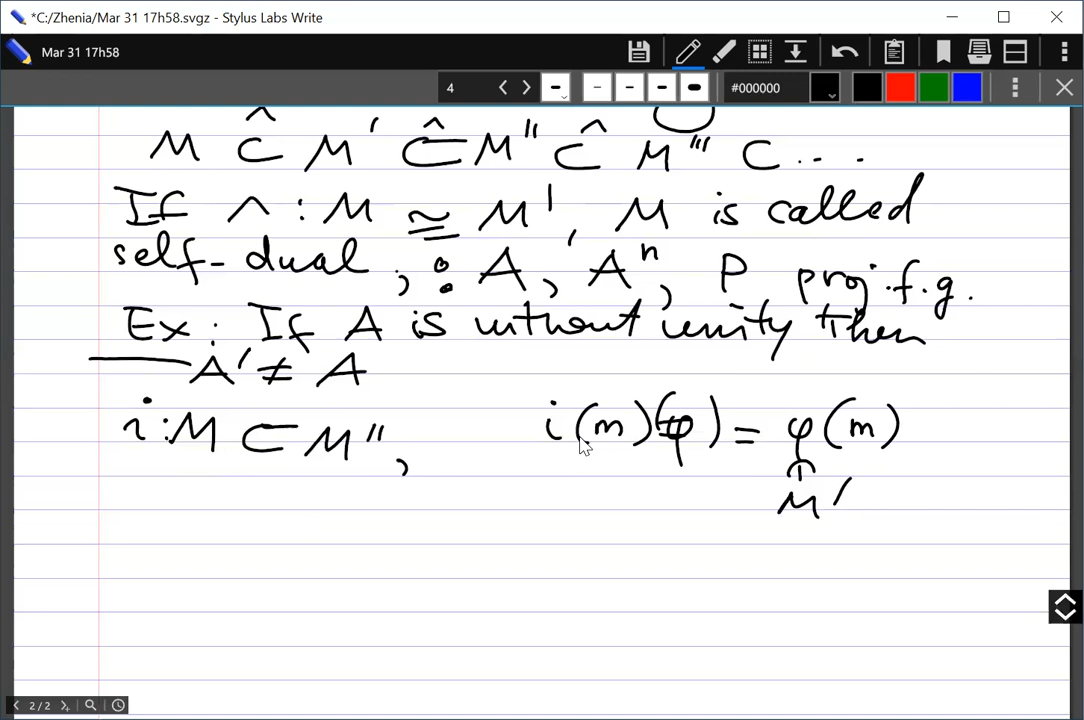 *C:/Zhenia/Mar 31 17h58.svgz - Stylus Labs Write
Mar 31 17h58
4
#000000
M ⊂^ M′ ⊂^ M″ ⊂^ M‴ ⊂ ...
If ^ : M ≅ M′, M is called
self-dual, : A, Aⁿ, P proj. f.g.
Ex: If A is without unity then
A′ ≠ A
i : M ⊂ M″, i(m)(φ) = φ(m)
∩
M′
2/2